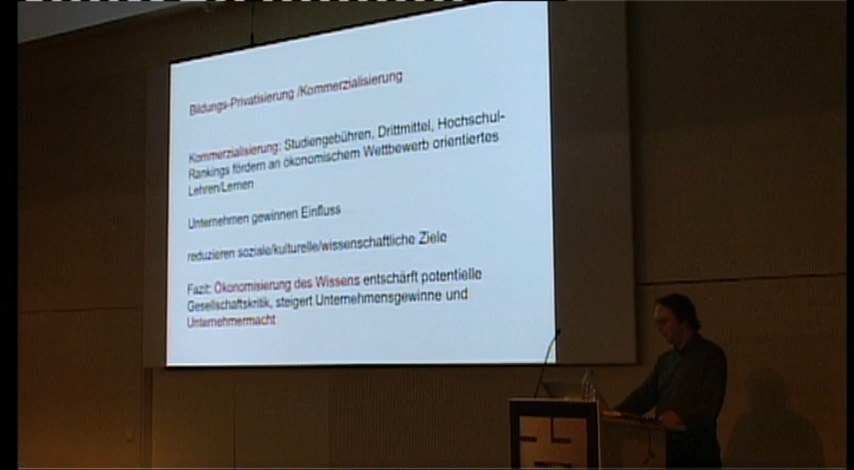 Bildungs-Privatisierung /Kommerzialisierung
Kommerzialisierung: Studiengebühren, Drittmittel, Hochschul-
Rankings fördern an ökonomischem Wettbewerb orientiertes
Lehren/Lernen
Unternehmen gewinnen Einfluss
reduzieren soziale/kulturelle/wissenschaftliche Ziele
Fazit: Ökonomisierung des Wissens entschärft potentielle
Gesellschaftskritik, steigert Unternehmensgewinne und
Unternehmermacht